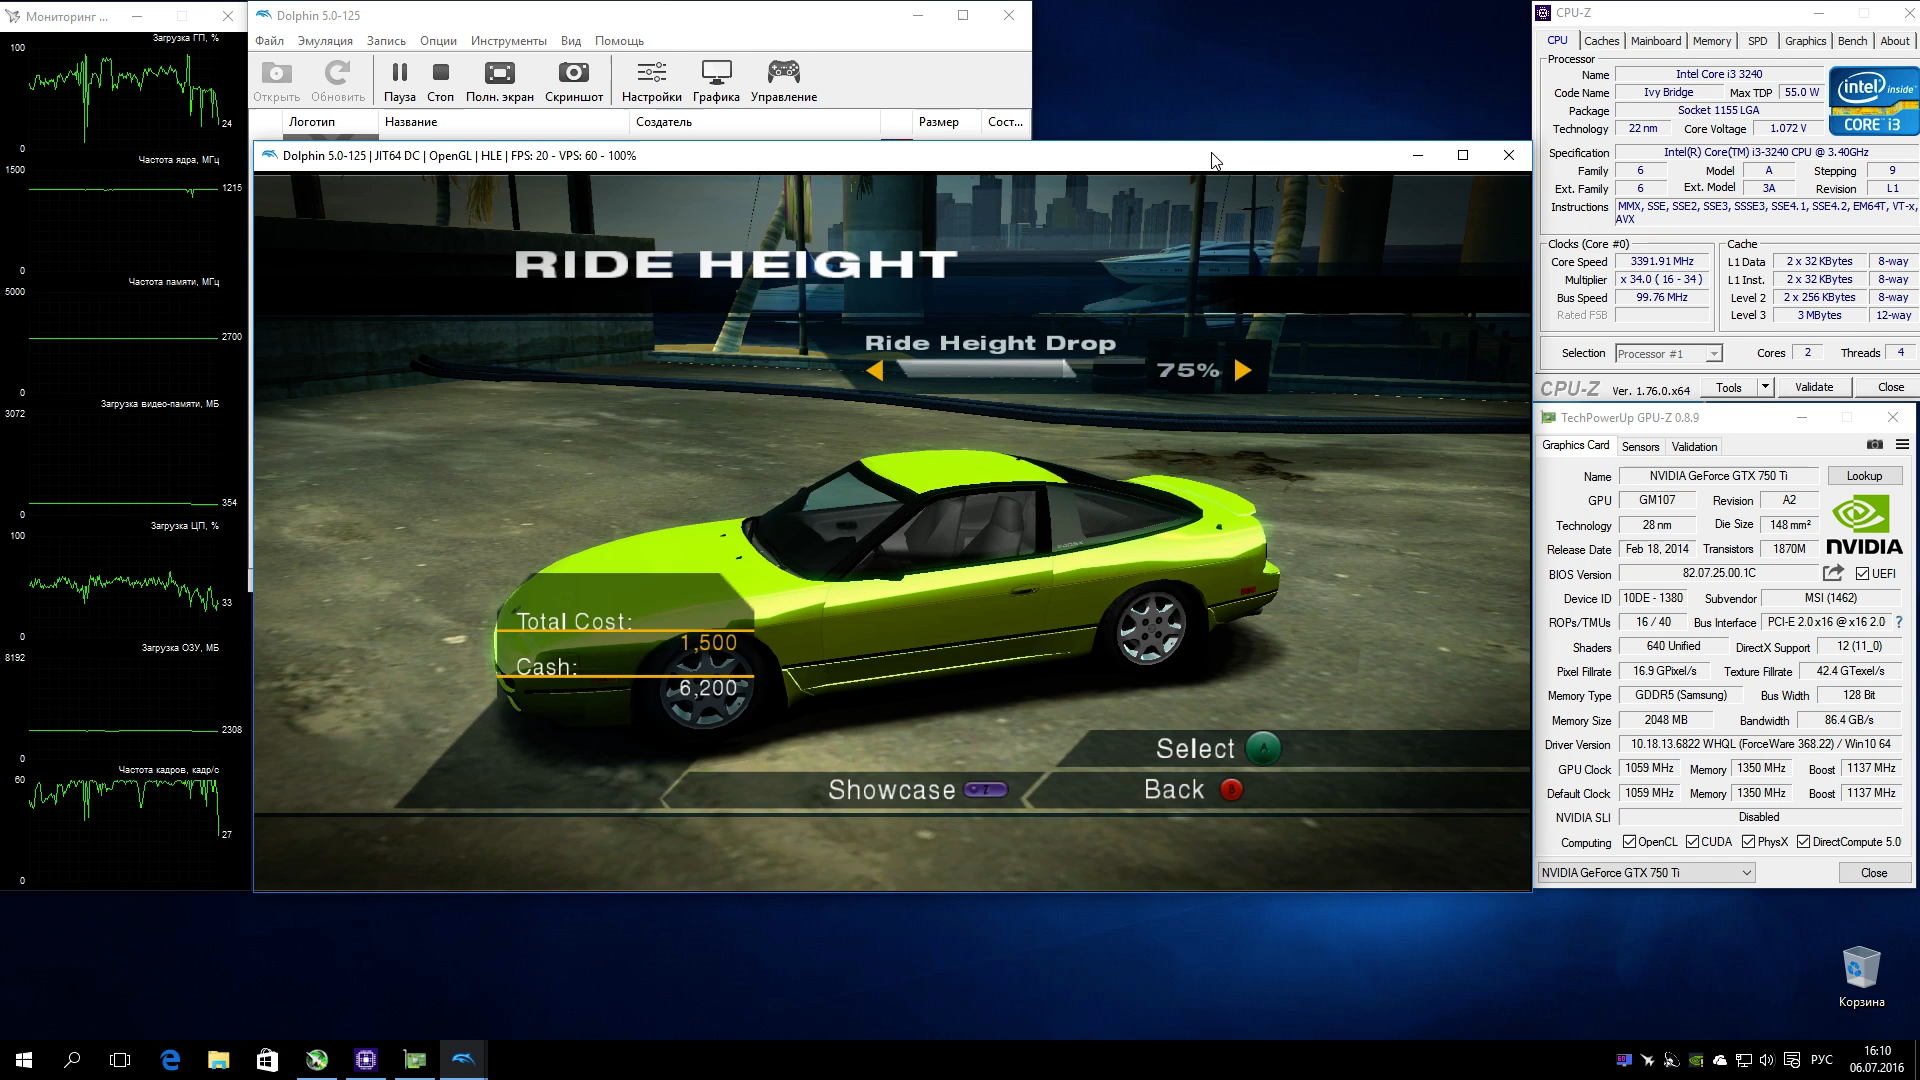 Мониторинг ...
Загрузка ГП, %
100
24
0
Частота ядра, МГц
1500
1215
0
Частота памяти, МГц
5000
2700
0
Загрузка видео-памяти, МБ
3072
354
0
Загрузка ЦП, %
100
33
0
Загрузка ОЗУ, МБ
8192
2308
0
Частота кадров, кадр/с
60
27
0
Dolphin 5.0-125
Файл Эмуляция Запись Опции Инструменты Вид Помощь
Открыть Обновить Пауза Стоп Полн. экран Скриншот Настройки Графика Управление
Логотип Название Создатель Размер Сост...
Dolphin 5.0-125 | JIT64 DC | OpenGL | HLE | FPS: 20 - VPS: 60 - 100%
RIDE HEIGHT
Ride Height Drop
75%
Total Cost:
1,500
Cash:
6,200
Select A
Showcase Z Back B
CPU-Z
CPU Caches Mainboard Memory SPD Graphics Bench About
Processor
Name Intel Core i3 3240
Code Name Ivy Bridge Max TDP 55.0 W
Package Socket 1155 LGA
Technology 22 nm Core Voltage 1.072 V
intel inside™
CORE i3
Specification Intel(R) Core(TM) i3-3240 CPU @ 3.40GHz
Family 6 Model A Stepping 9
Ext. Family 6 Ext. Model 3A Revision L1
Instructions MMX, SSE, SSE2, SSE3, SSSE3, SSE4.1, SSE4.2, EM64T, VT-x,
AVX
Clocks (Core #0) Cache
Core Speed 3391.91 MHz L1 Data 2 x 32 KBytes 8-way
Multiplier x 34.0 ( 16 - 34 ) L1 Inst. 2 x 32 KBytes 8-way
Bus Speed 99.76 MHz Level 2 2 x 256 KBytes 8-way
Rated FSB Level 3 3 MBytes 12-way
Selection Processor #1 Cores 2 Threads 4
CPU-Z Ver. 1.76.0.x64 Tools Validate Close
TechPowerUp GPU-Z 0.8.9
Graphics Card Sensors Validation
Name NVIDIA GeForce GTX 750 Ti Lookup
GPU GM107 Revision A2
Technology 28 nm Die Size 148 mm²
Release Date Feb 18, 2014 Transistors 1870M
NVIDIA
BIOS Version 82.07.25.00.1C UEFI
Device ID 10DE - 1380 Subvendor MSI (1462)
ROPs/TMUs 16 / 40 Bus Interface PCI-E 2.0 x16 @ x16 2.0 ?
Shaders 640 Unified DirectX Support 12 (11_0)
Pixel Fillrate 16.9 GPixel/s Texture Fillrate 42.4 GTexel/s
Memory Type GDDR5 (Samsung) Bus Width 128 Bit
Memory Size 2048 MB Bandwidth 86.4 GB/s
Driver Version 10.18.13.6822 WHQL (ForceWare 368.22) / Win10 64
GPU Clock 1059 MHz Memory 1350 MHz Boost 1137 MHz
Default Clock 1059 MHz Memory 1350 MHz Boost 1137 MHz
NVIDIA SLI Disabled
Computing OpenCL CUDA PhysX DirectCompute 5.0
NVIDIA GeForce GTX 750 Ti Close
Корзина
РУС
16:10
06.07.2016